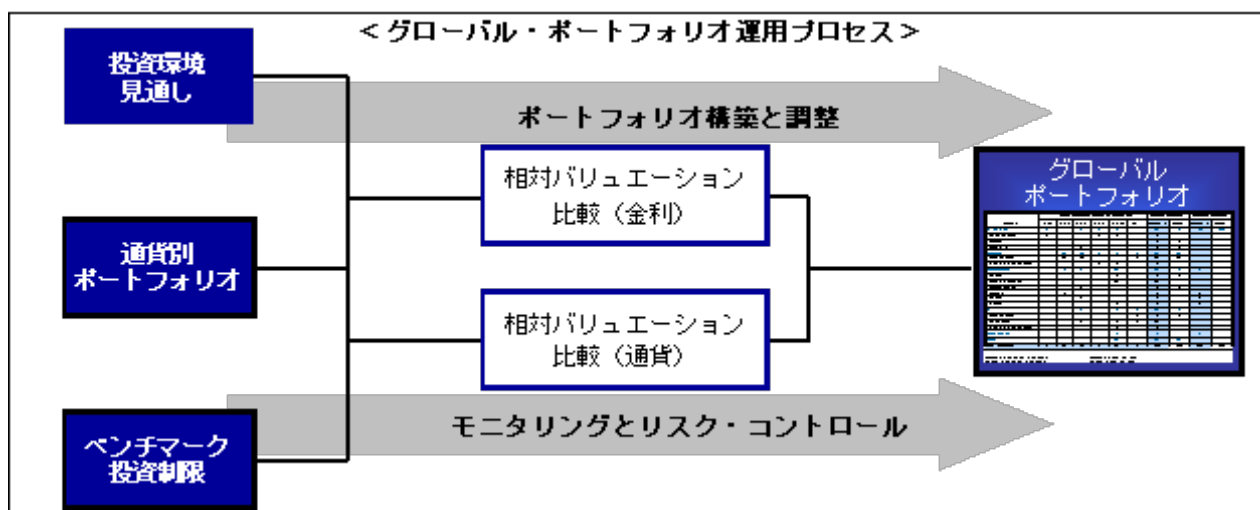 <グローバル・ポートフォリオ運用プロセス>
投資環境
見通し
ポートフォリオ構築と調整
相対バリュエーション
比較（金利）
グローバル
ポートフォリオ
通貨別
ポートフォリオ
相対バリュエーション
比較（通貨）
モニタリングとリスク・コントロール
ベンチマーク
投資制限